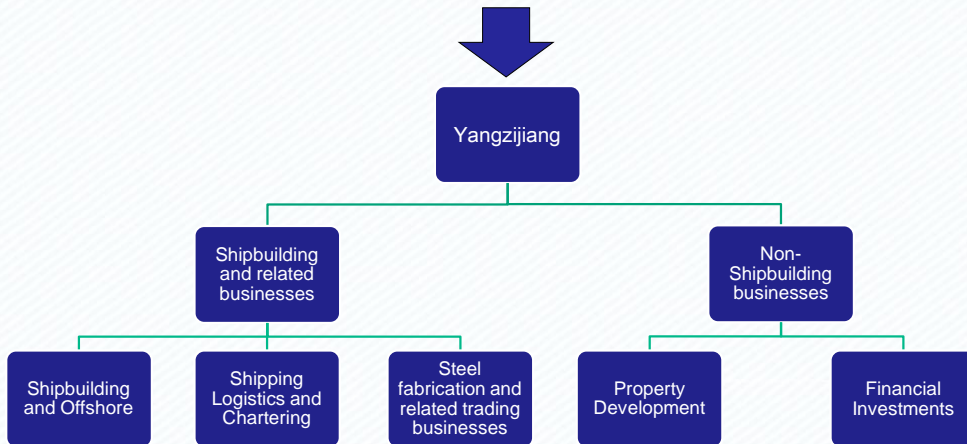 Yangzijiang
Shipbuilding
and related
businesses
Non-
Shipbuilding
businesses
Shipbuilding
and Offshore
Shipping
Logistics and
Chartering
Steel
fabrication and
related trading
businesses
Property
Development
Financial
Investments